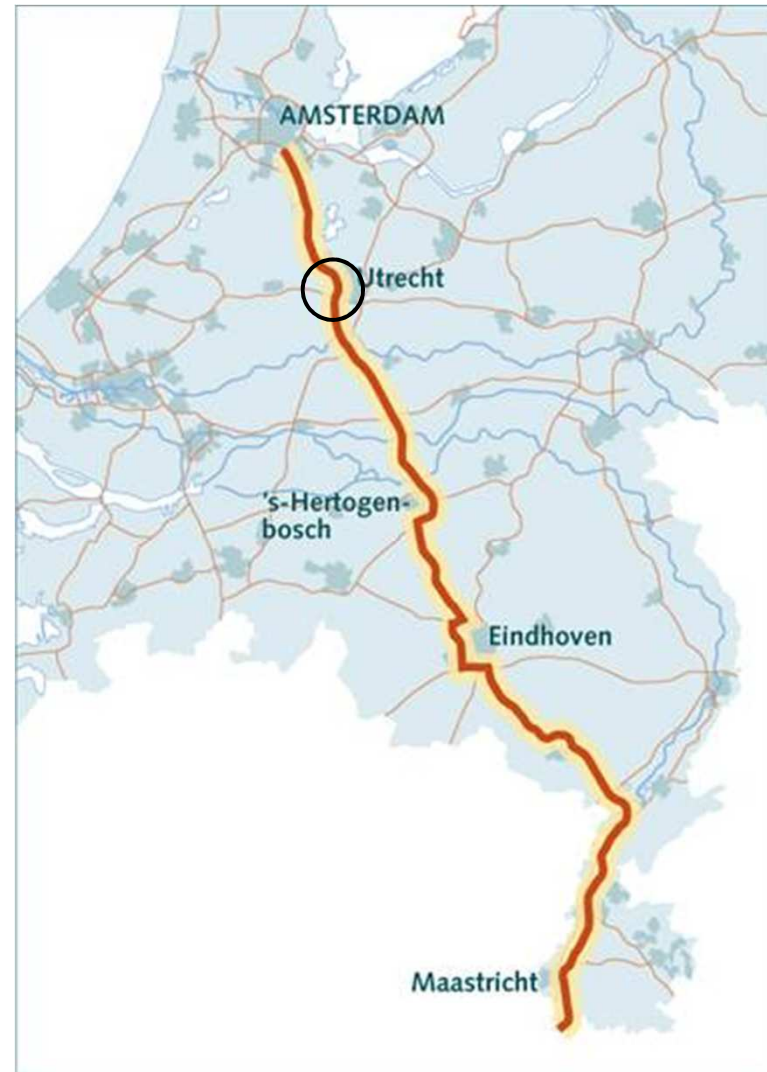 AMSTERDAM
Utrecht
's-Hertogen-
bosch
Eindhoven
Maastricht